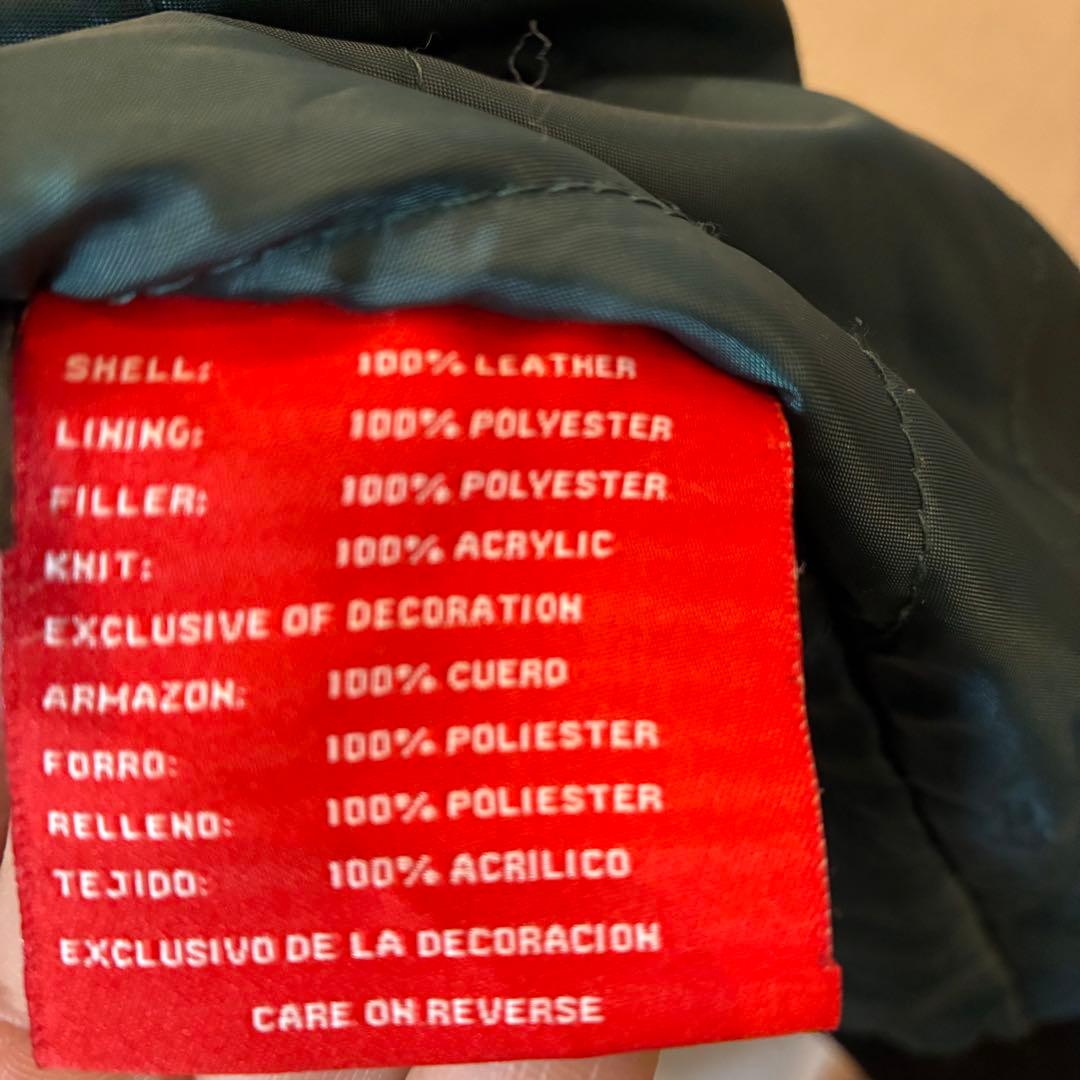 SHELL: 100% LEATHER
LINING: 100% POLYESTER
FILLER: 100% POLYESTER
KNIT: 100% ACRYLIC
EXCLUSIVE OF DECORATION
ARMAZON: 100% CUERO
FORRO: 100% POLIESTER
RELLENO: 100% POLIESTER
TEJIDO: 100% ACRILICO
EXCLUSIVO DE LA DECORACION
CARE ON REVERSE